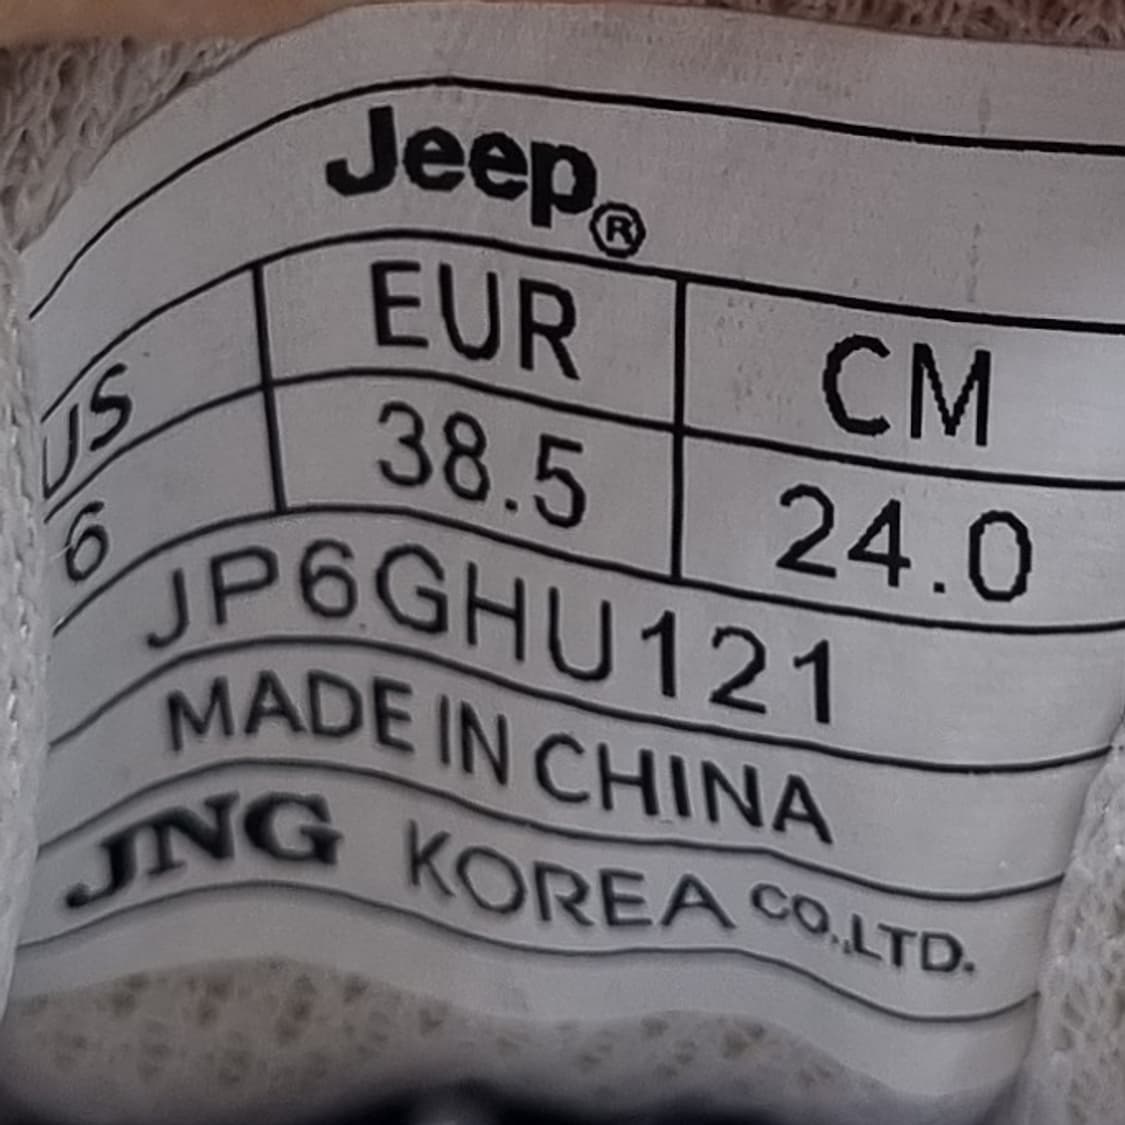 Jeep®
US EUR CM
6 38.5 24.0
JP6GHU121
MADE IN CHINA
JNG KOREA CO.,LTD.